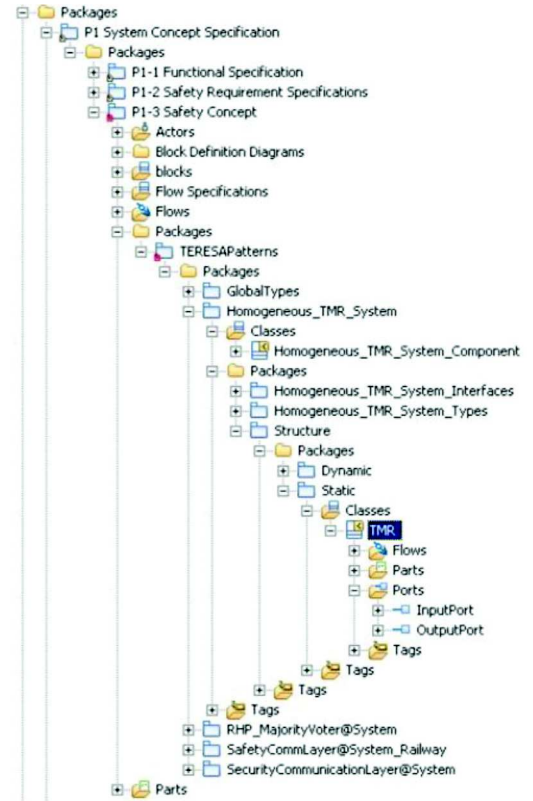 Packages
P1 System Concept Specification
Packages
P1-1 Functional Specification
P1-2 Safety Requirement Specifications
P1-3 Safety Concept
Actors
Block Definition Diagrams
blocks
Flow Specifications
Flows
Packages
TERESAPatterns
Packages
GlobalTypes
Homogeneous_TMR_System
Classes
Homogeneous_TMR_System_Component
Packages
Homogeneous_TMR_System_Interfaces
Homogeneous_TMR_System_Types
Structure
Packages
Dynamic
Static
Classes
TMR
Flows
Parts
Ports
InputPort
OutputPort
Tags
Tags
Tags
Tags
RHP_MajorityVoter@System
SafetyCommLayer@System_Railway
SecurityCommunicationLayer@System
Parts